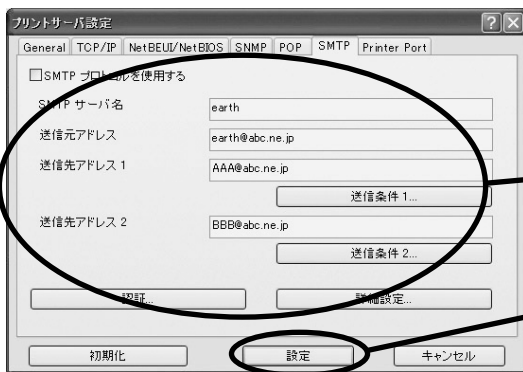 プリントサーバ設定
General TCP/IP NetBEUI/NetBIOS SNMP POP SMTP Printer Port
SMTP プロトコルを使用する
SMTP サーバ名 earth
送信元アドレス earth@abc.ne.jp
送信先アドレス 1 AAA@abc.ne.jp
送信条件 1...
送信先アドレス 2 BBB@abc.ne.jp
送信条件 2...
認証... 詳細設定...
初期化 設定 キャンセル